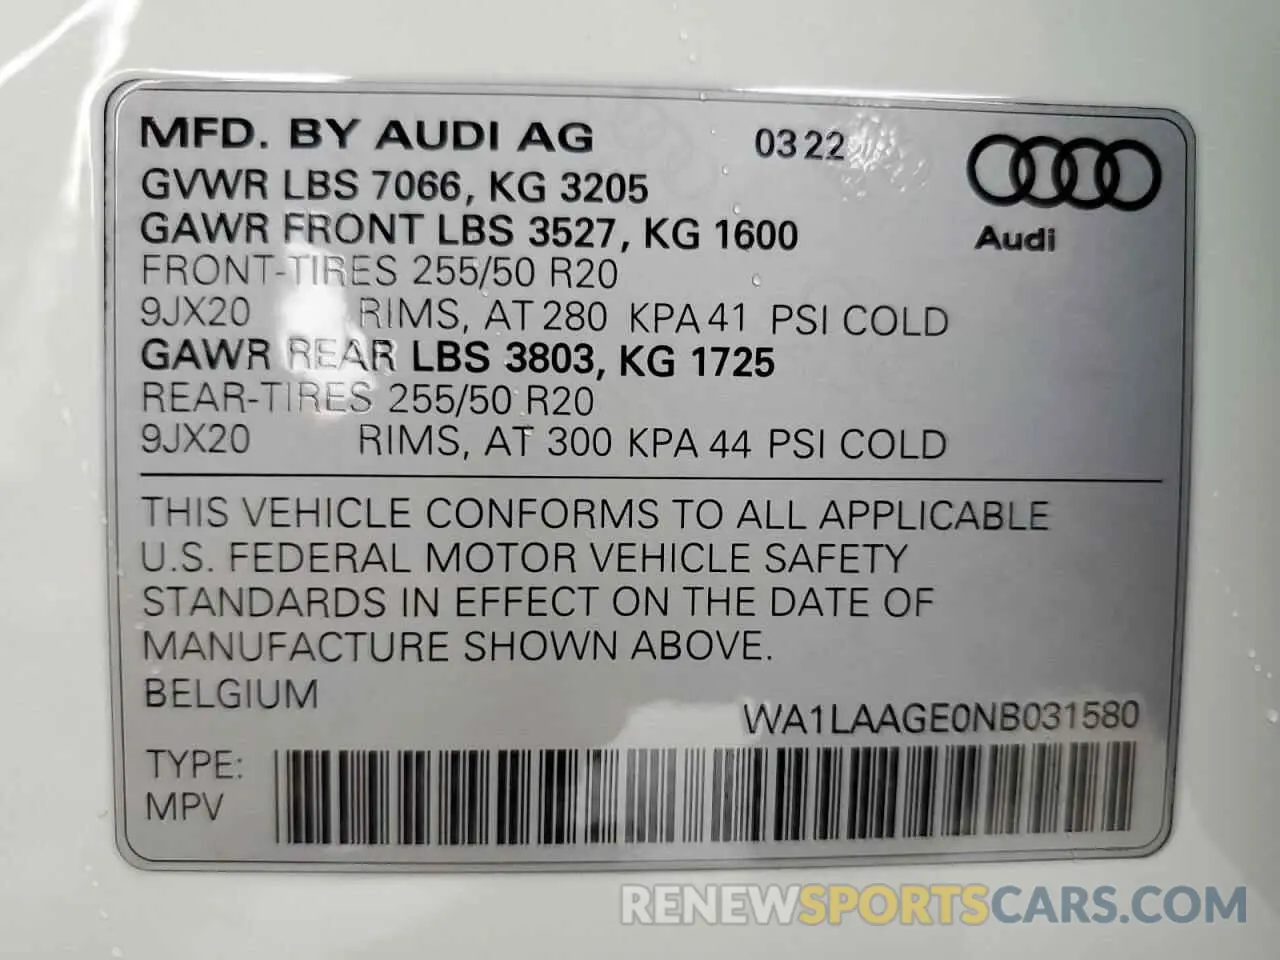 MFD. BY AUDI AG 0322
GVWR LBS 7066, KG 3205
GAWR FRONT LBS 3527, KG 1600
Audi
FRONT-TIRES 255/50 R20
9JX20 RIMS, AT 280 KPA 41 PSI COLD
GAWR REAR LBS 3803, KG 1725
REAR-TIRES 255/50 R20
9JX20 RIMS, AT 300 KPA 44 PSI COLD
THIS VEHICLE CONFORMS TO ALL APPLICABLE
U.S. FEDERAL MOTOR VEHICLE SAFETY
STANDARDS IN EFFECT ON THE DATE OF
MANUFACTURE SHOWN ABOVE.
BELGIUM
WA1LAAGE0NB031580
TYPE:
MPV
RENEWSPORTSCARS.COM